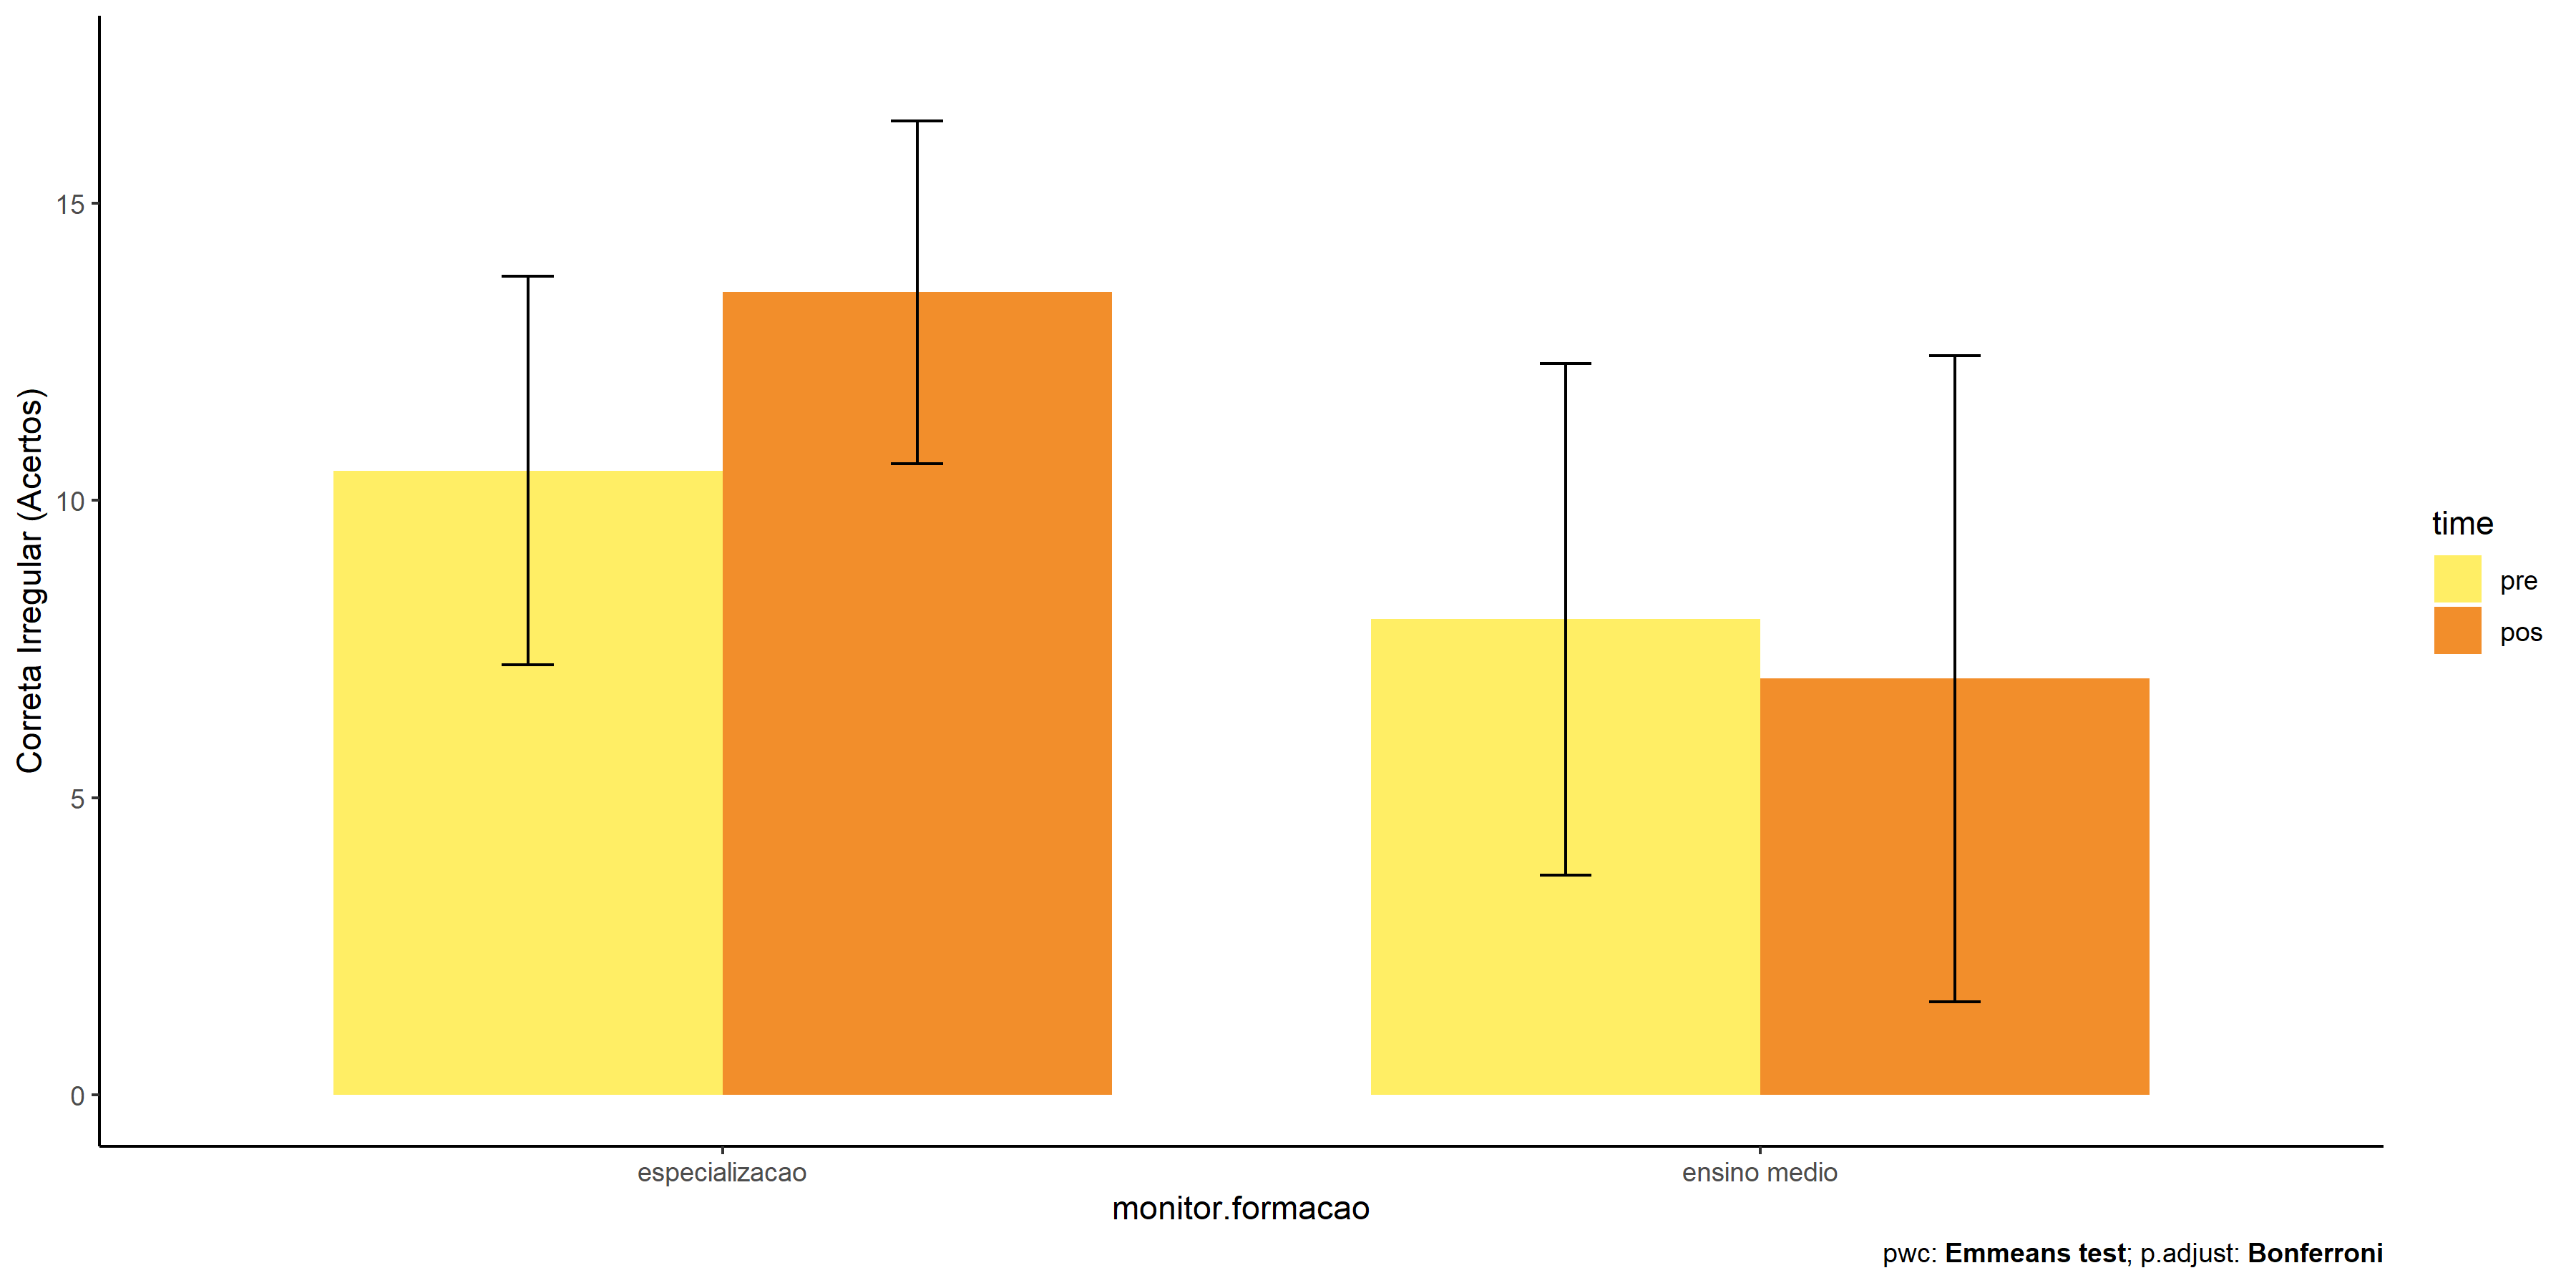 Correta Irregular (Acertos)
15
10
5
0
especializacao
ensino medio
monitor.formacao
time
pre
pos
pwc: Emmeans test; p.adjust: Bonferroni